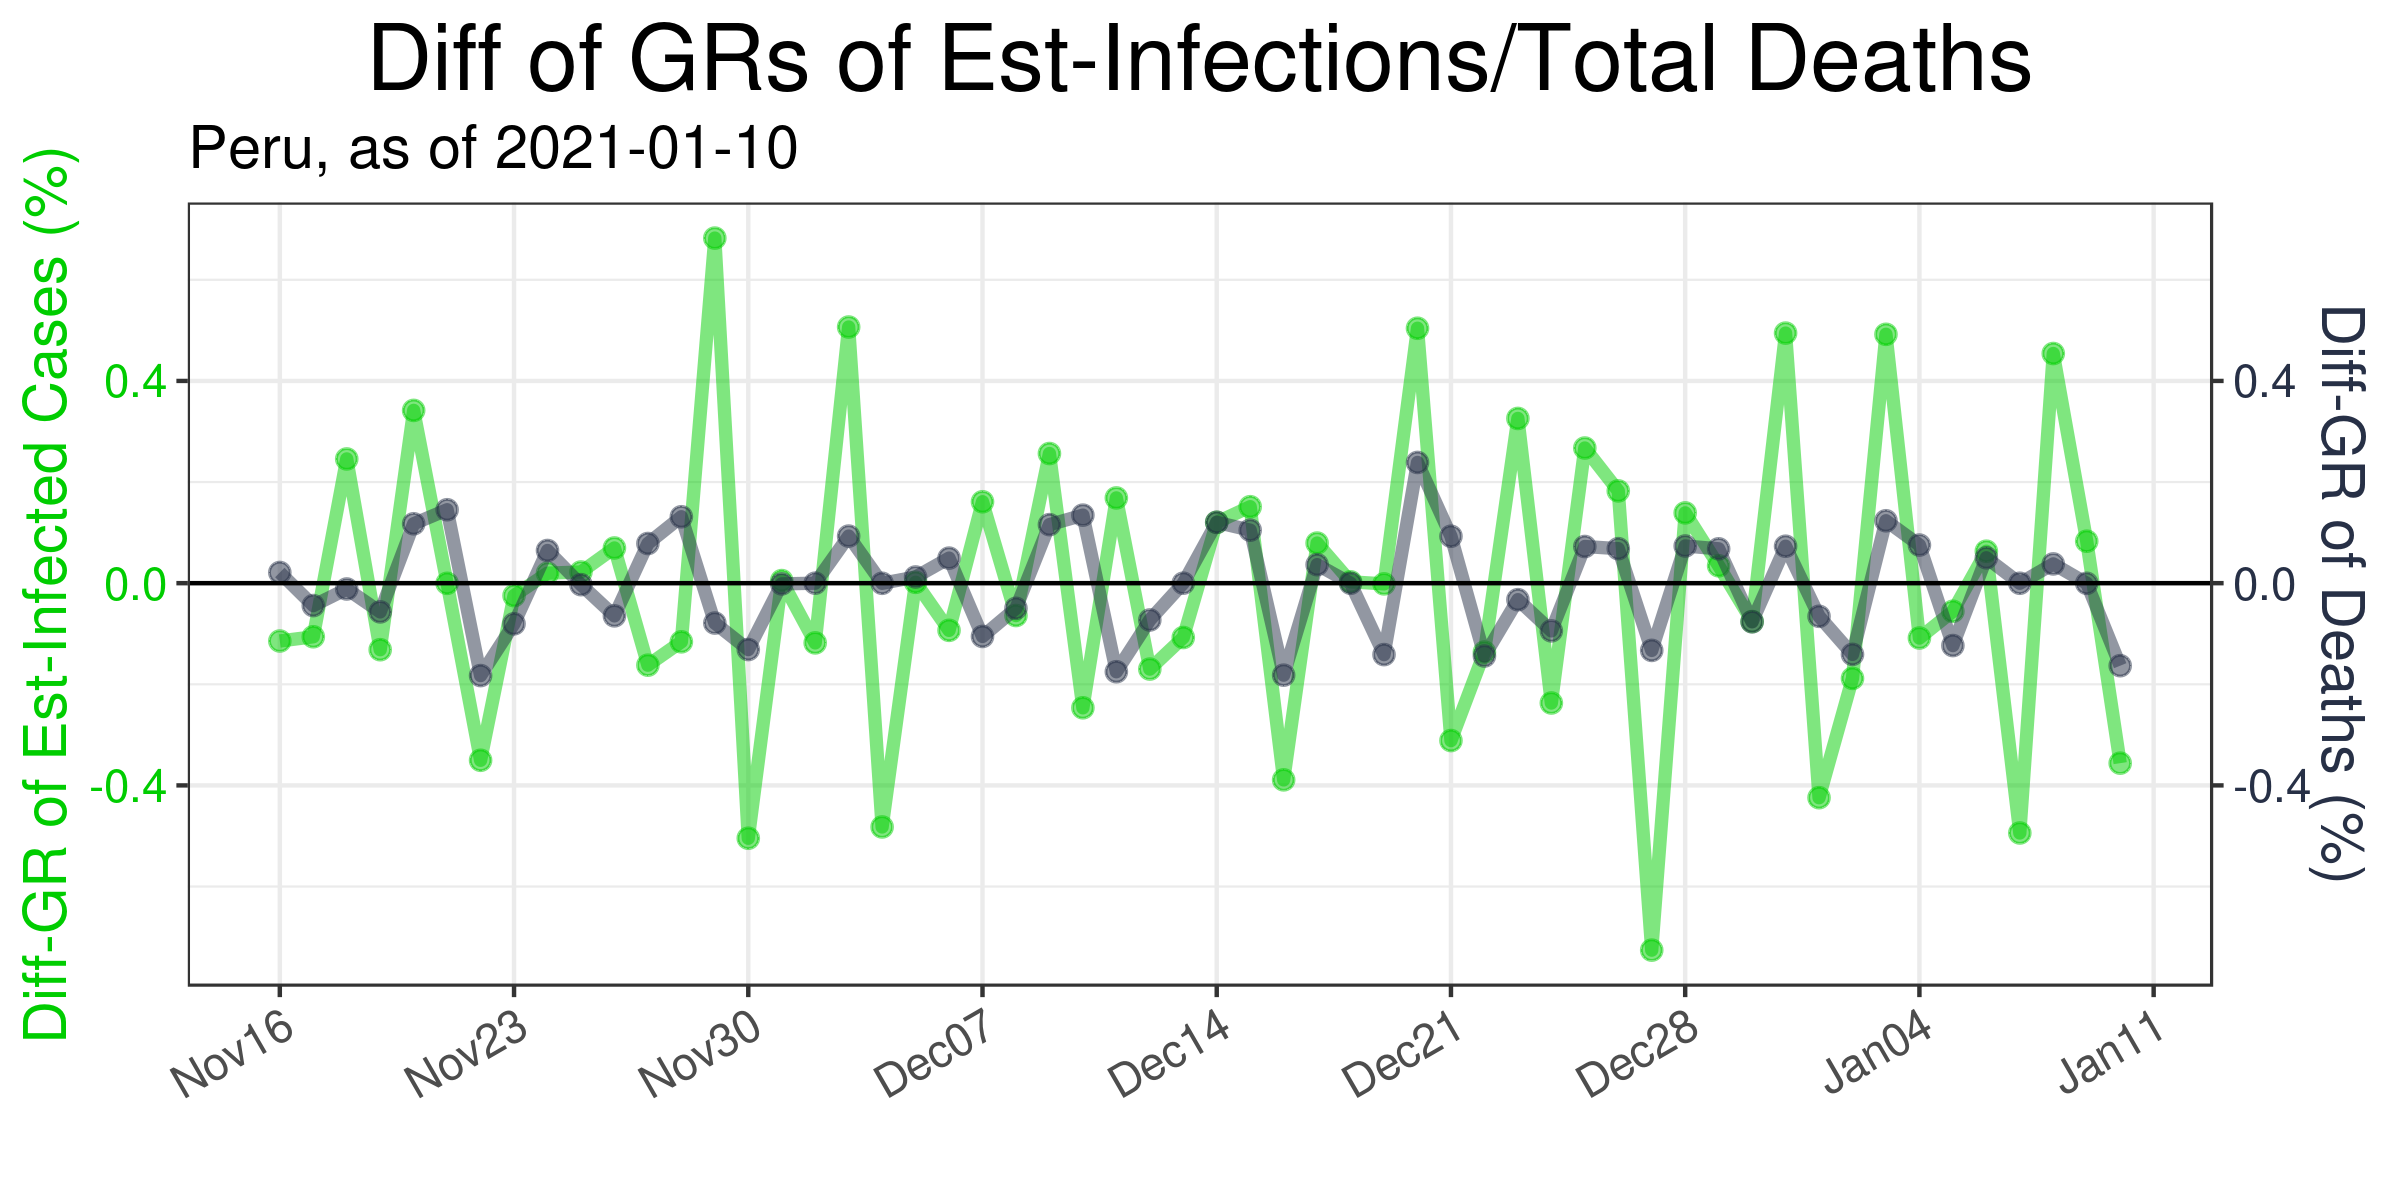 Diff of GRs of Est-Infections/Total Deaths
Peru, as of 2021-01-10
Diff-GR of Est-Infected Cases (%)
0.4
0.0
-0.4
0.4
0.0
-0.4
Diff-GR of Deaths (%)
Nov16
Nov23
Nov30
Dec07
Dec14
Dec21
Dec28
Jan04
Jan11